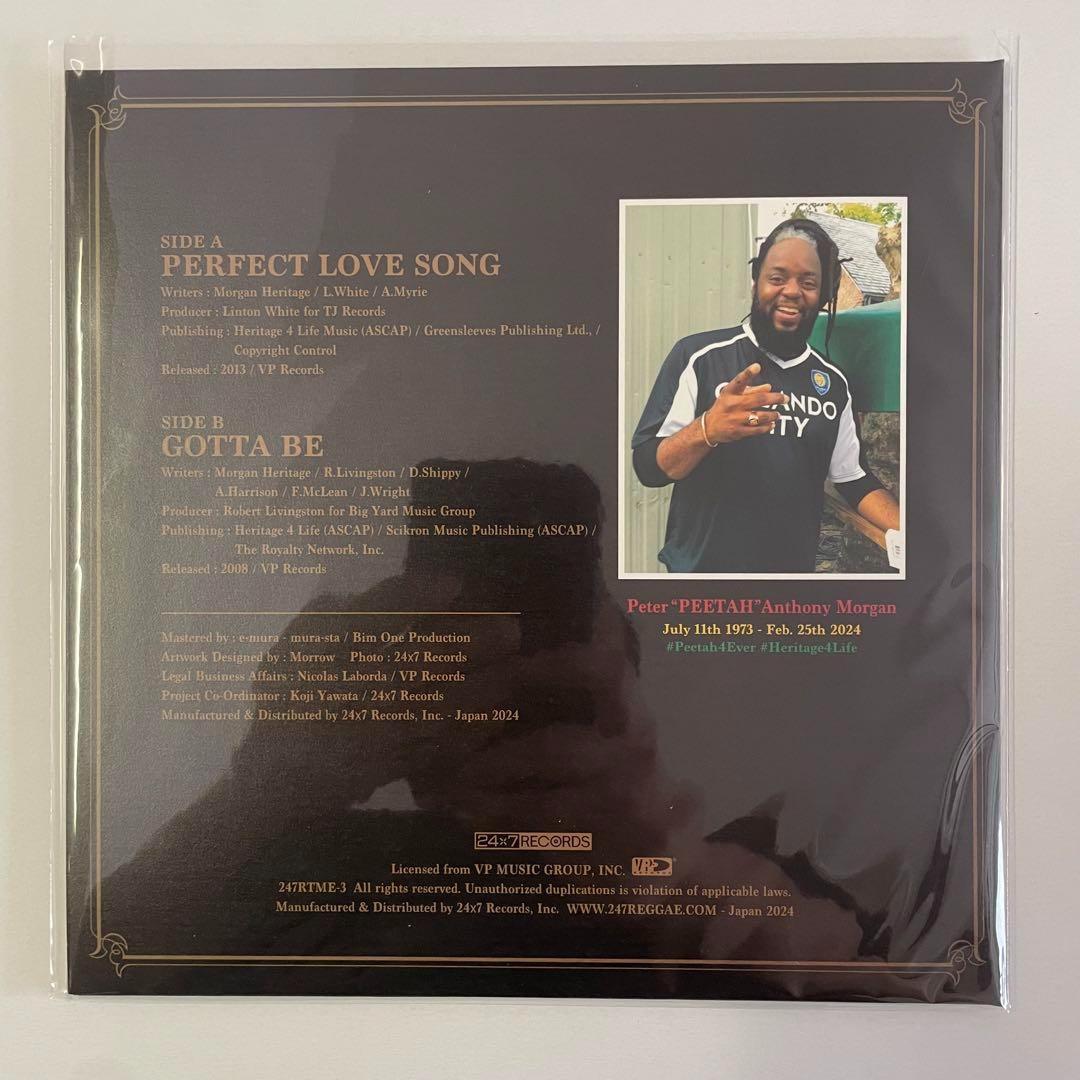 SIDE A
PERFECT LOVE SONG
Writers : Morgan Heritage / L.White / A.Myrie
Producer : Linton White for TJ Records
Publishing : Heritage 4 Life Music (ASCAP) / Greensleeves Publishing Ltd., /
Copyright Control
Released : 2013 / VP Records
SIDE B
GOTTA BE
Writers : Morgan Heritage / R.Livingston / D.Shippy /
A.Harrison / F.McLean / J.Wright
Producer : Robert Livingston for Big Yard Music Group
Publishing : Heritage 4 Life (ASCAP) / Scikron Music Publishing (ASCAP) /
The Royalty Network, Inc.
Released : 2008 / VP Records
Mastered by : e-mura - mura-sta / Bim One Production
Artwork Designed by : Morrow Photo : 24x7 Records
Legal Business Affairs : Nicolas Laborda / VP Records
Project Co-Ordinator : Koji Yawata / 24x7 Records
Manufactured & Distributed by 24x7 Records, Inc. - Japan 2024
Peter "PEETAH" Anthony Morgan
July 11th 1973 - Feb. 25th 2024
#Peetah4Ever #Heritage4Life
24x7 RECORDS
Licensed from VP MUSIC GROUP, INC. VP
247RTME-3 All rights reserved. Unauthorized duplications is violation of applicable laws.
Manufactured & Distributed by 24x7 Records, Inc. WWW.247REGGAE.COM - Japan 2024